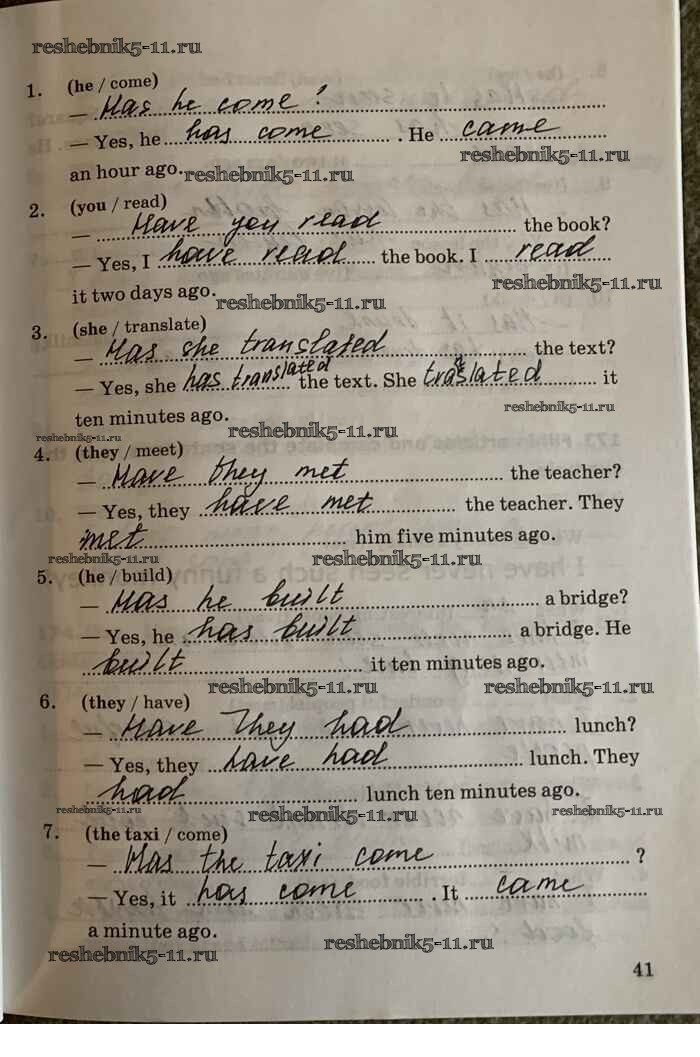 reshebnik5-11.ru
1. (he / come)
— Has he come?
— Yes, he has come. He came
reshebnik5-11.ru
an hour ago. reshebnik5-11.ru
2. (you / read)
— Have you read the book?
— Yes, I have read the book. I read
reshebnik5-11.ru
it two days ago. reshebnik5-11.ru
3. (she / translate)
— Has she translated the text?
— Yes, she has translated the text. She translated it
reshebnik5-11.ru
ten minutes ago.
reshebnik5-11.ru reshebnik5-11.ru
4. (they / meet)
— Have they met the teacher?
— Yes, they have met the teacher. They
met him five minutes ago.
reshebnik5-11.ru reshebnik5-11.ru
5. (he / build)
— Has he built a bridge?
— Yes, he has built a bridge. He
built it ten minutes ago.
reshebnik5-11.ru reshebnik5-11.ru
6. (they / have)
— Have They had lunch?
— Yes, they have had lunch. They
had lunch ten minutes ago.
reshebnik5-11.ru reshebnik5-11.ru reshebnik5-11.ru
7. (the taxi / come)
— Has the taxi come ?
— Yes, it has come. It came
a minute ago.
reshebnik5-11.ru reshebnik5-11.ru
41